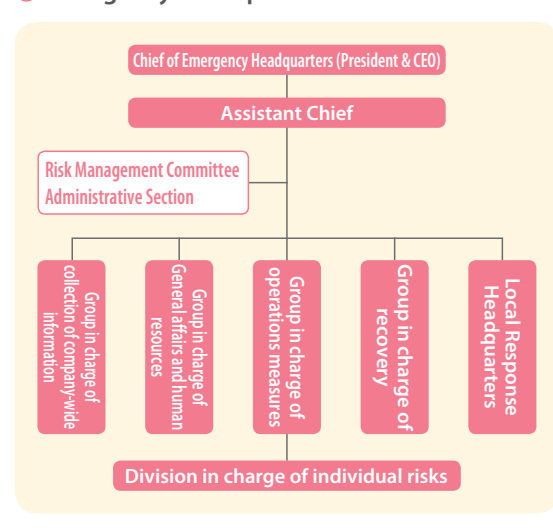 Chief of Emergency Headquarters (President & CEO)
Assistant Chief
Risk Management Committee
Administrative Section
Group in charge of
collection of company-wide
information
Group in charge of
General affairs and human
resources
Group in charge of
operations measures
Group in charge of
recovery
Local Response
Headquarters
Division in charge of individual risks